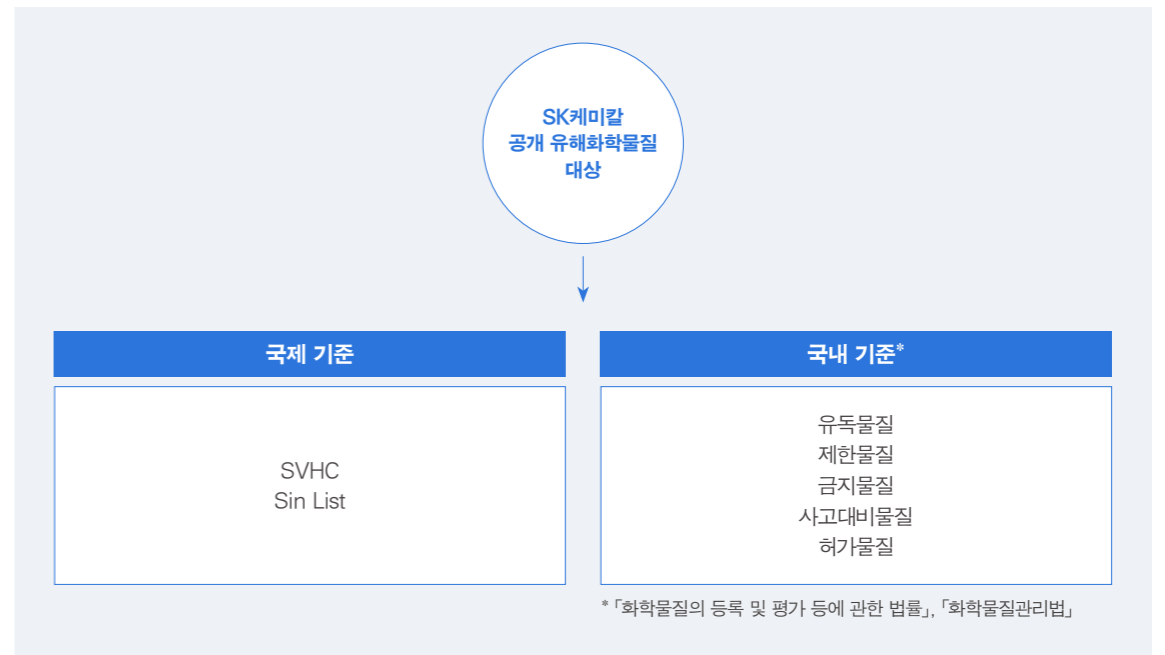 SK케미칼
공개 유해화학물질
대상
국제 기준
SVHC
Sin List
국내 기준*
유독물질
제한물질
금지물질
사고대비물질
허가물질
* 「화학물질의 등록 및 평가 등에 관한 법률」, 「화학물질관리법」